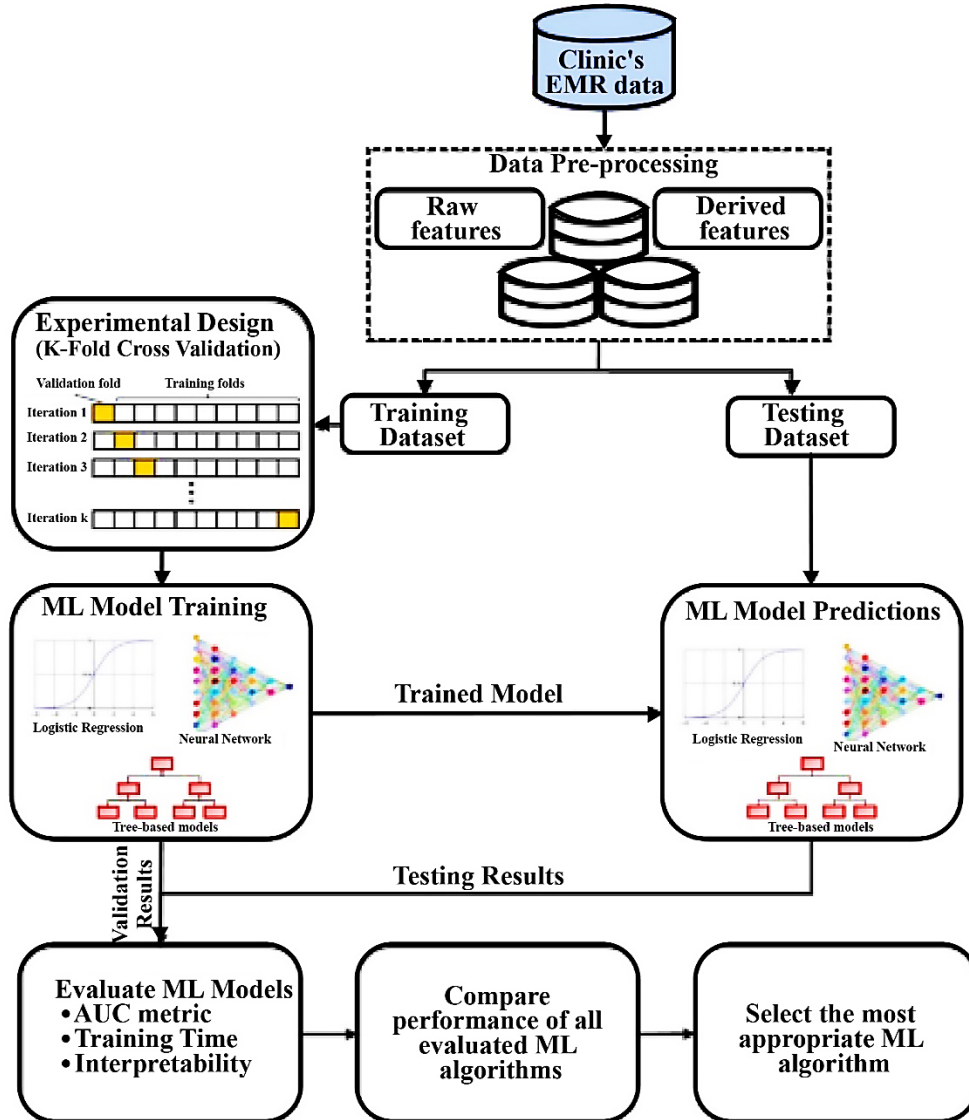 Clinic's
EMR data
Data Pre-processing
Raw
features
Derived
features
Experimental Design
(K-Fold Cross Validation)
Validation fold
Training folds
Iteration 1
Iteration 2
Iteration 3
Iteration k
Training
Dataset
Testing
Dataset
ML Model Training
Logistic Regression
Neural Network
Tree-based models
Trained Model
ML Model Predictions
Logistic Regression
Neural Network
Tree-based models
Validation
Results
Testing Results
Evaluate ML Models
•AUC metric
•Training Time
•Interpretability
Compare
performance of all
evaluated ML
algorithms
Select the most
appropriate ML
algorithm